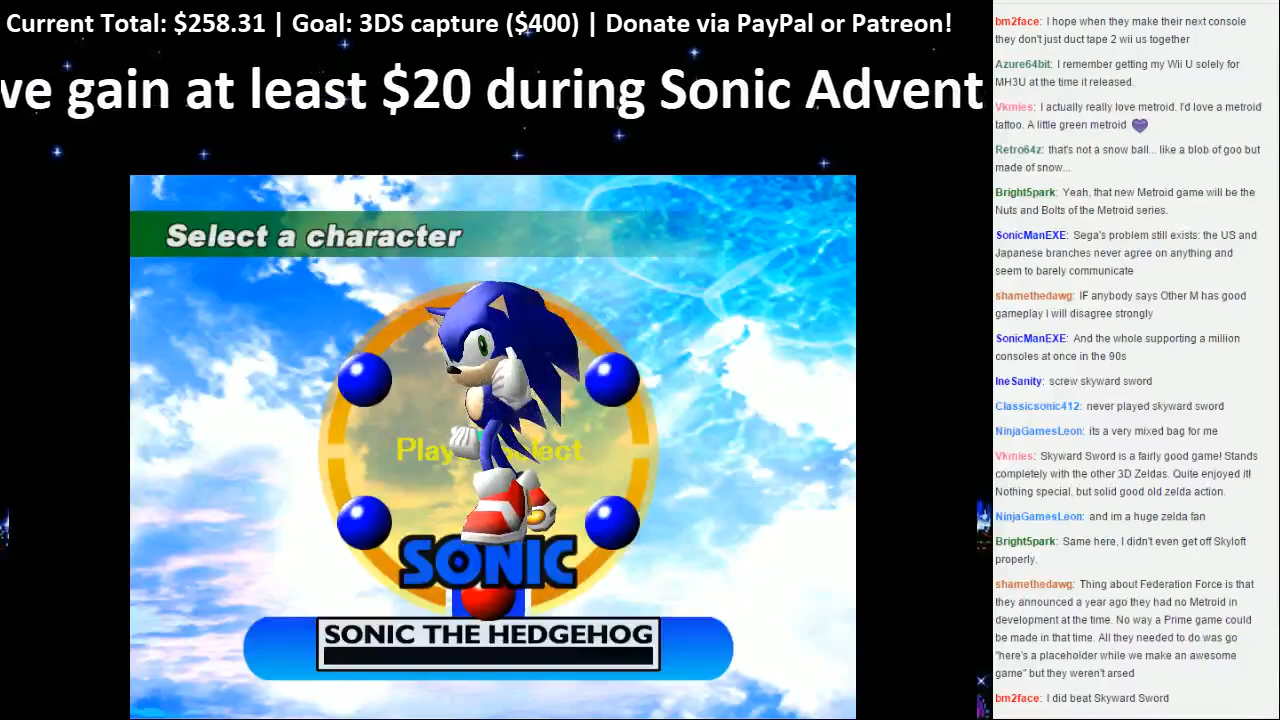 Current Total: $258.31 | Goal: 3DS capture ($400) | Donate via PayPal or Patreon!
ve gain at least $20 during Sonic Advent
Select a character
Play lect
SONIC
SONIC THE HEDGEHOG
bm2face: I hope when they make their next console
they don't just duct tape 2 wii us together
Azure64bit: I remember getting my Wii U solely for
MH3U at the time it released.
Vkmies: I actually really love metroid. I'd love a metroid
tattoo. A little green metroid
Retro64z: that's not a snow ball... like a blob of goo but
made of snow...
Bright5park: Yeah, that new Metroid game will be the
Nuts and Bolts of the Metroid series.
SonicManEXE: Sega's problem still exists: the US and
Japanese branches never agree on anything and
seem to barely communicate
shamethedawg: IF anybody says Other M has good
gameplay I will disagree strongly
SonicManEXE: And the whole supporting a million
consoles at once in the 90s
IneSanity: screw skyward sword
Classicsonic412: never played skyward sword
NinjaGamesLeon: its a very mixed bag for me
Vkmies: Skyward Sword is a fairly good game! Stands
completely with the other 3D Zeldas. Quite enjoyed it!
Nothing special, but solid good old zelda action.
NinjaGamesLeon: and im a huge zelda fan
Bright5park: Same here, I didn't even get off Skyloft
properly.
shamethedawg: Thing about Federation Force is that
they announced a year ago they had no Metroid in
development at the time. No way a Prime game could
be made in that time. All they needed to do was go
"here's a placeholder while we make an awesome
game" but they weren't arsed
bm2face: I did beat Skyward Sword